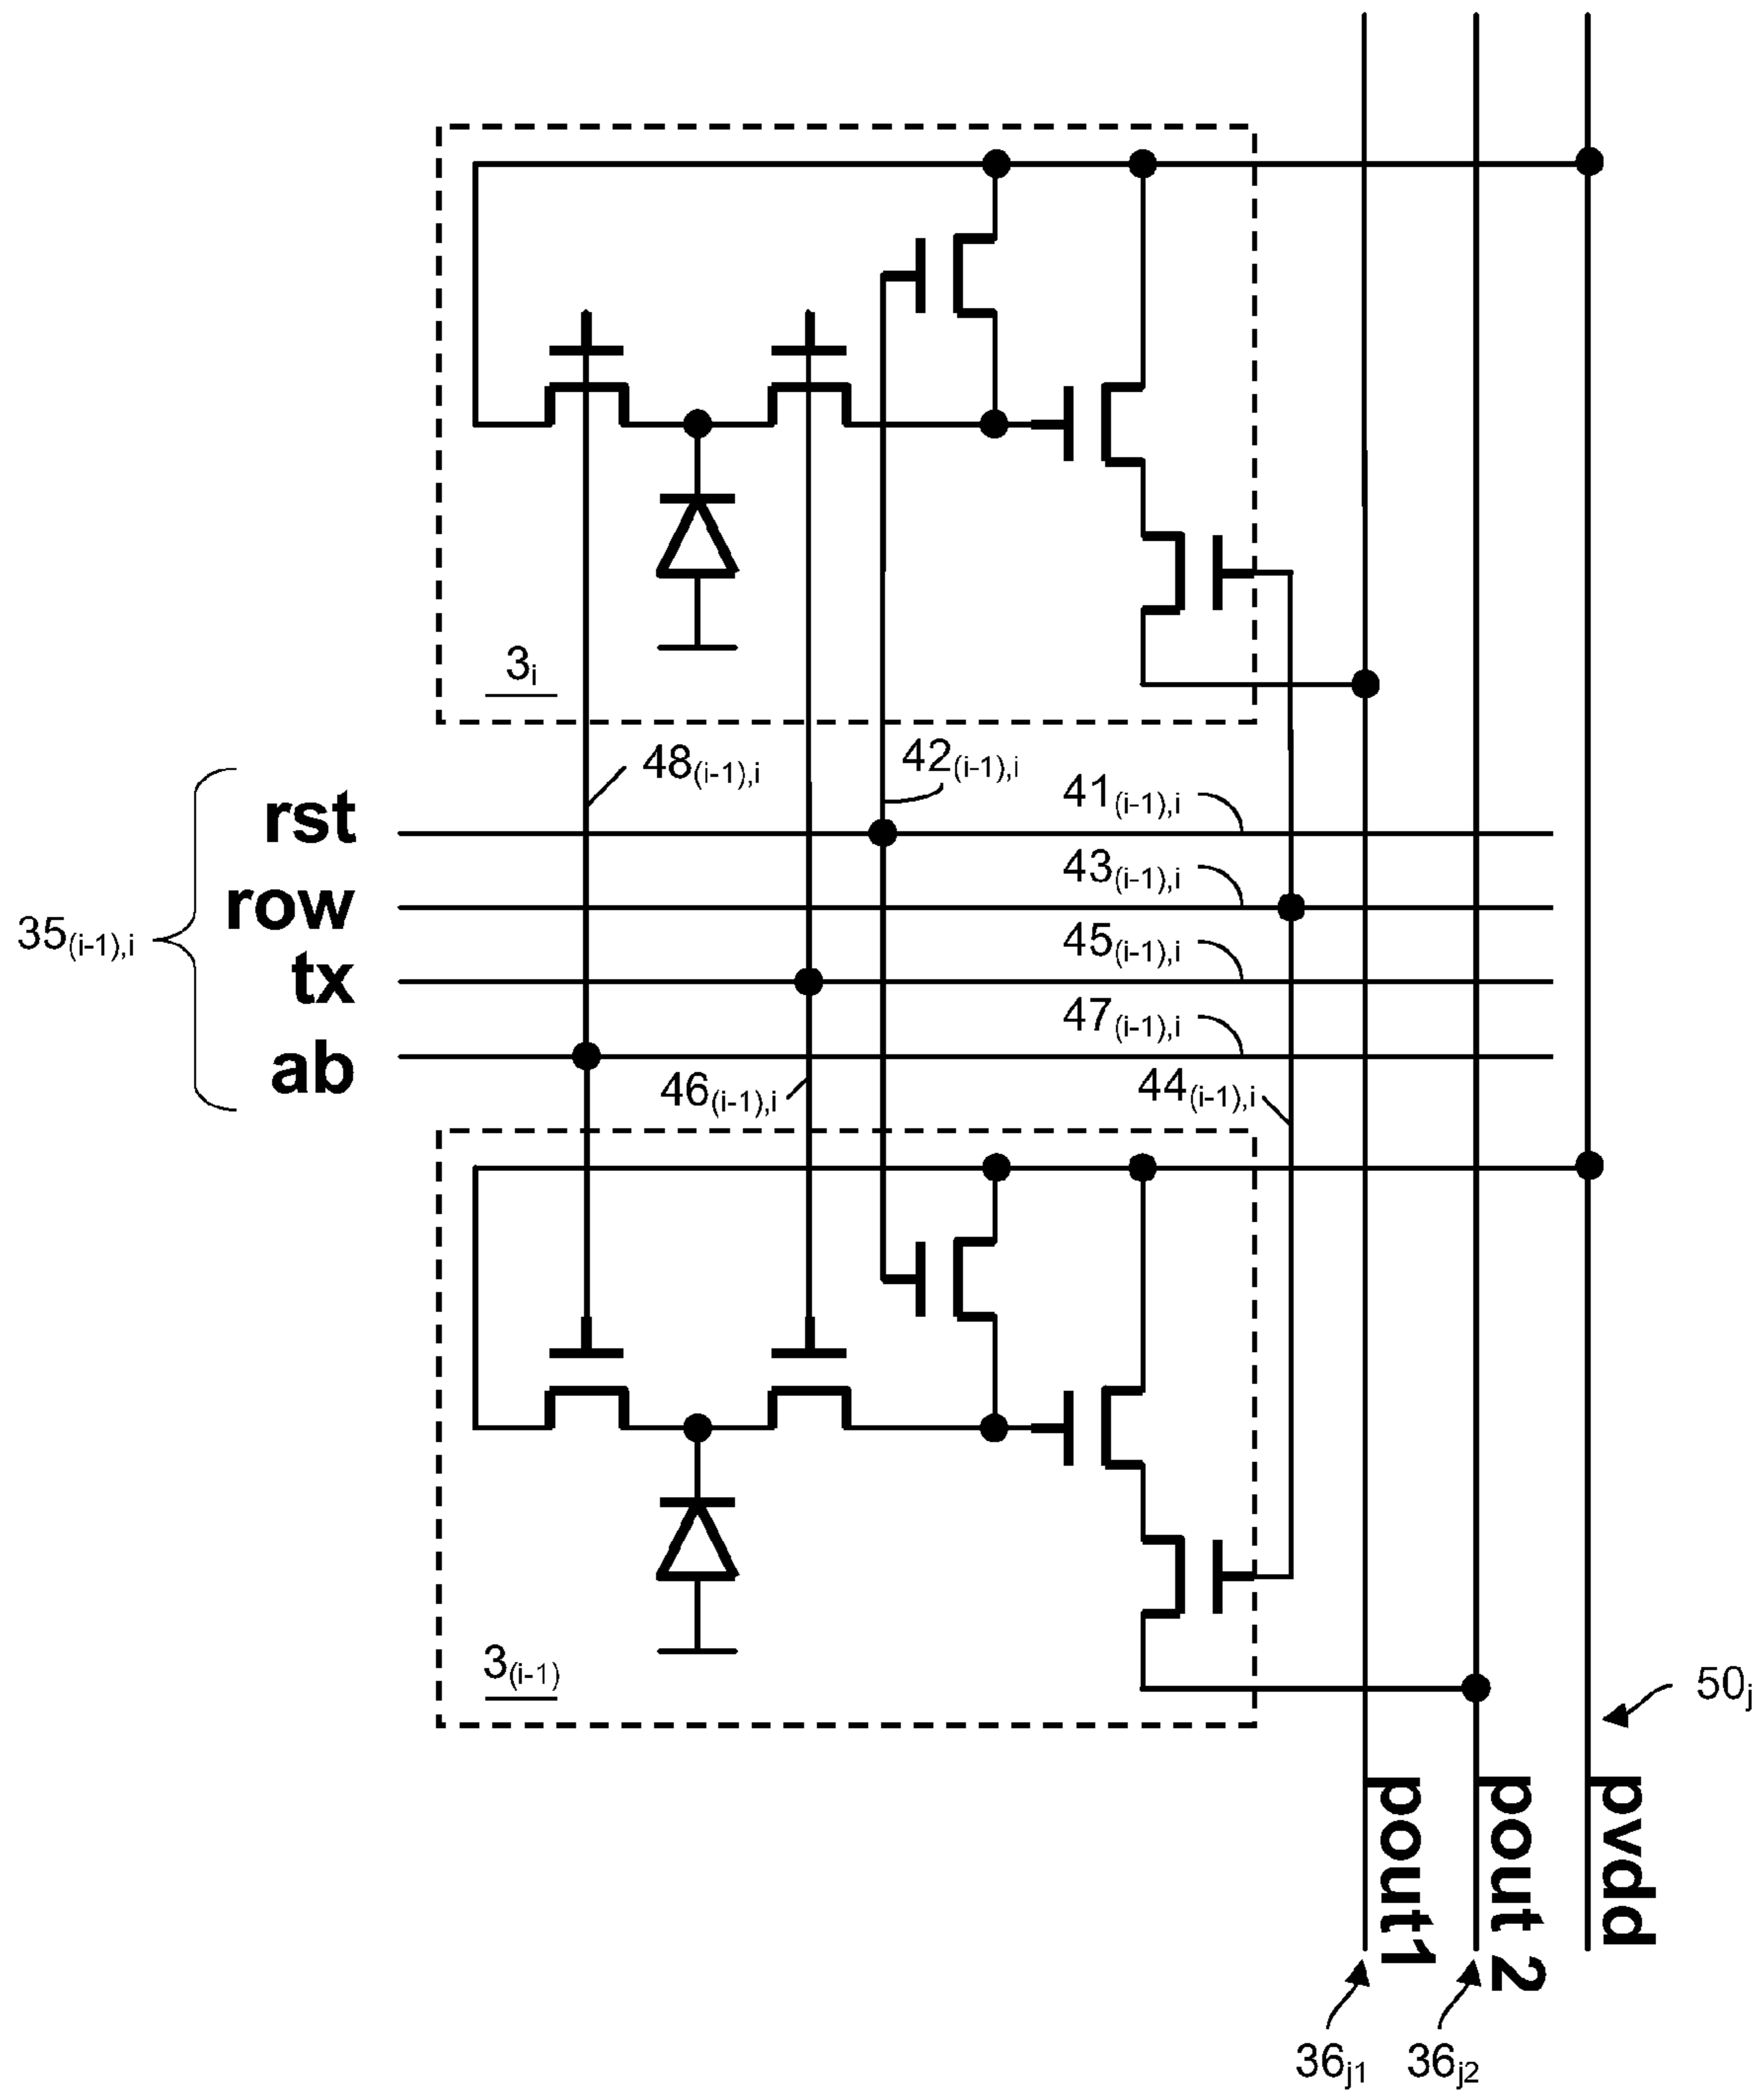 3i
48(i-1),i
42(i-1),i
rst
41(i-1),i
row
43(i-1),i
35(i-1),i
tx
45(i-1),i
ab
47(i-1),i
46(i-1),i
44(i-1),i
3(i-1)
50j
pout1
pout 2
pvdd
36j1
36j2